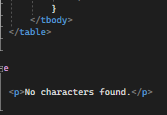 }
</tbody>
</table>
e
<p>No characters found.</p>